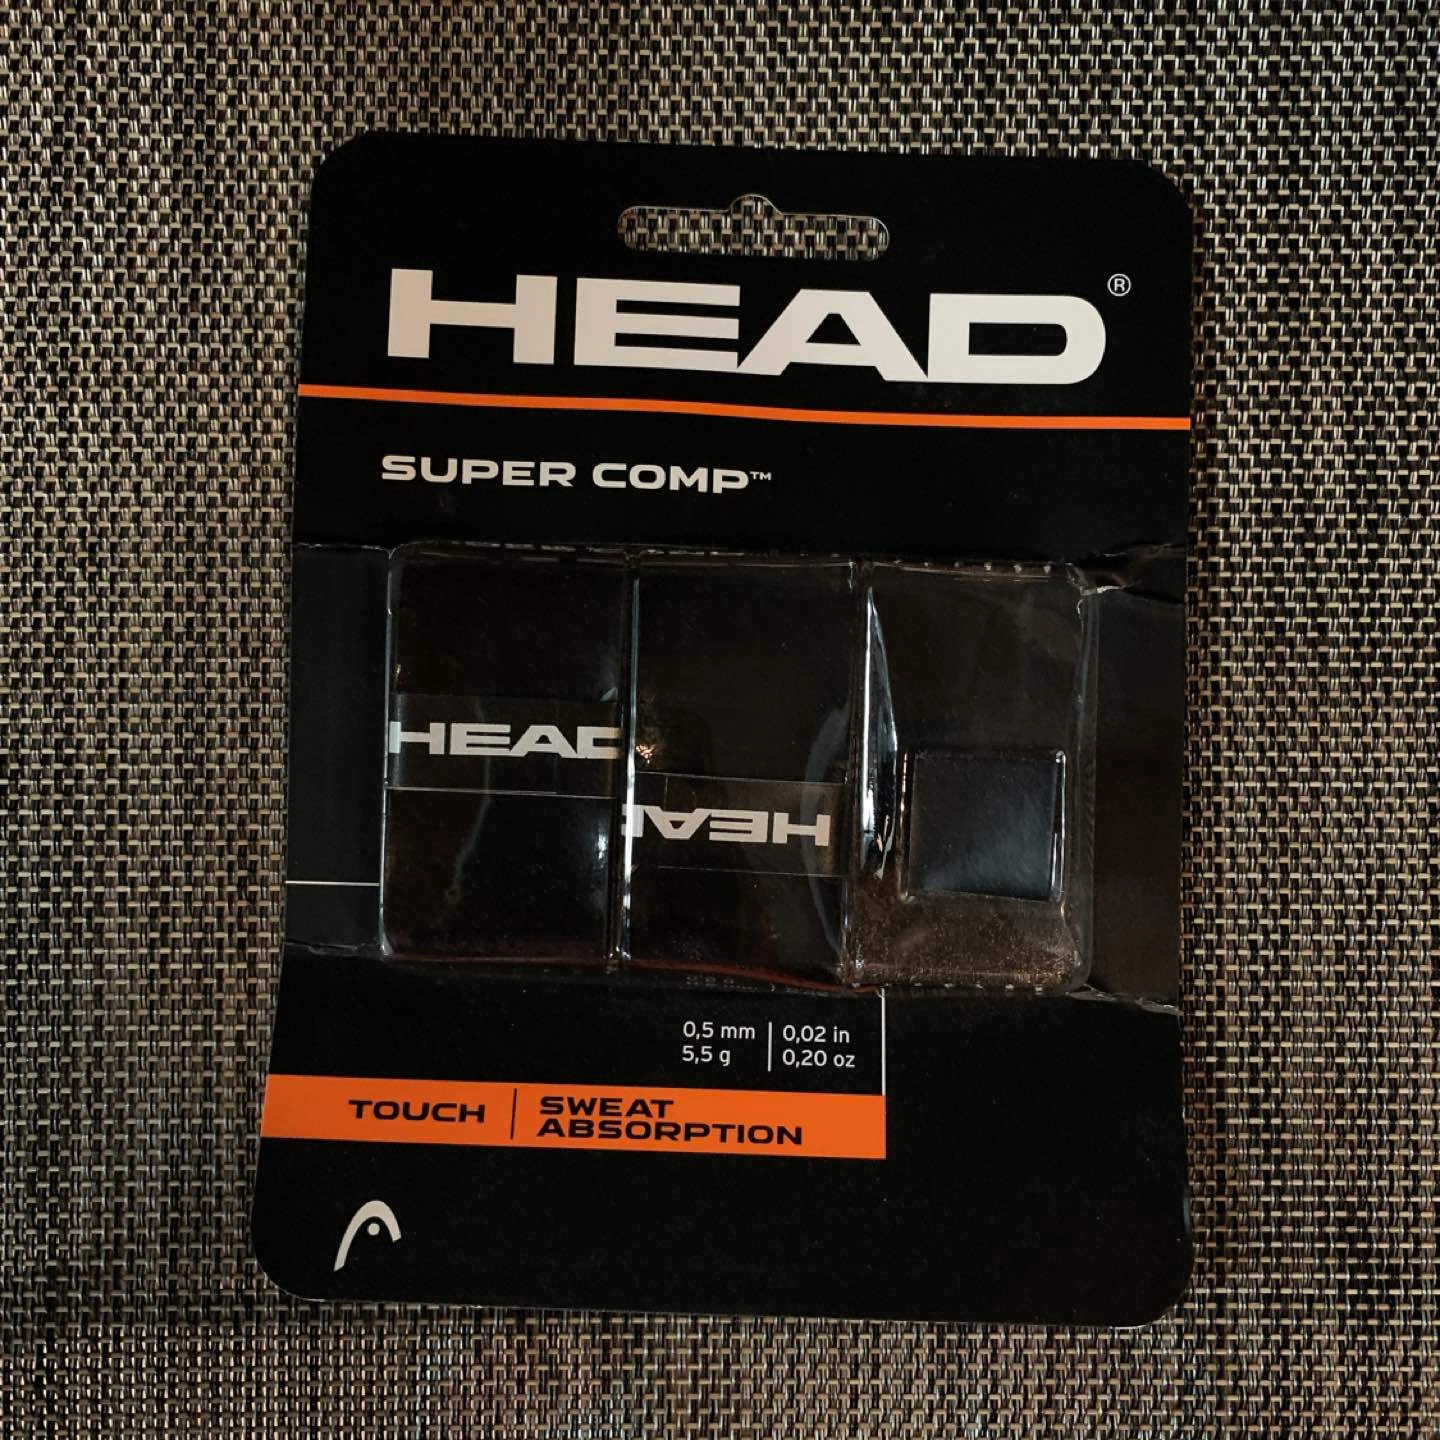 HEAD®
SUPER COMP™
HEAD
HEAD
0,5 mm | 0,02 in
5,5 g | 0,20 oz
TOUCH | SWEAT
ABSORPTION